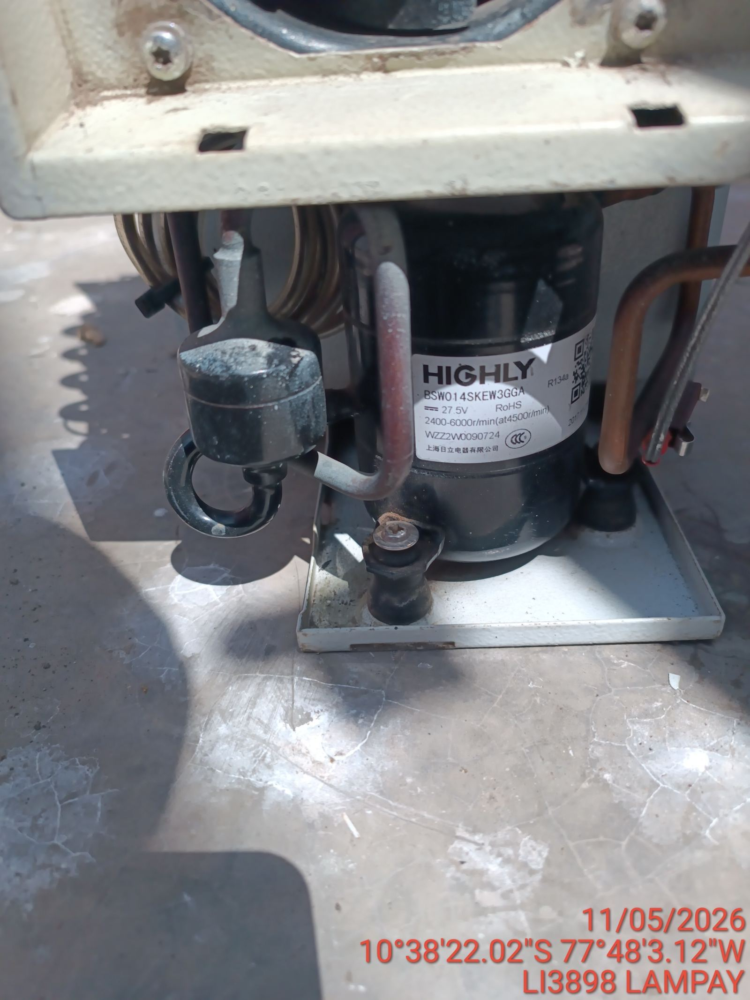 HIGHLY
BSW014SKEW3GGA
R134a
⎓ 27.5V RoHS
2400-6000r/min(at4500r/min)
WZZ2W0090724 CCC S
上海日立电器有限公司
11/05/2026
10°38'22.02"S 77°48'3.12"W
LI3898 LAMPAY